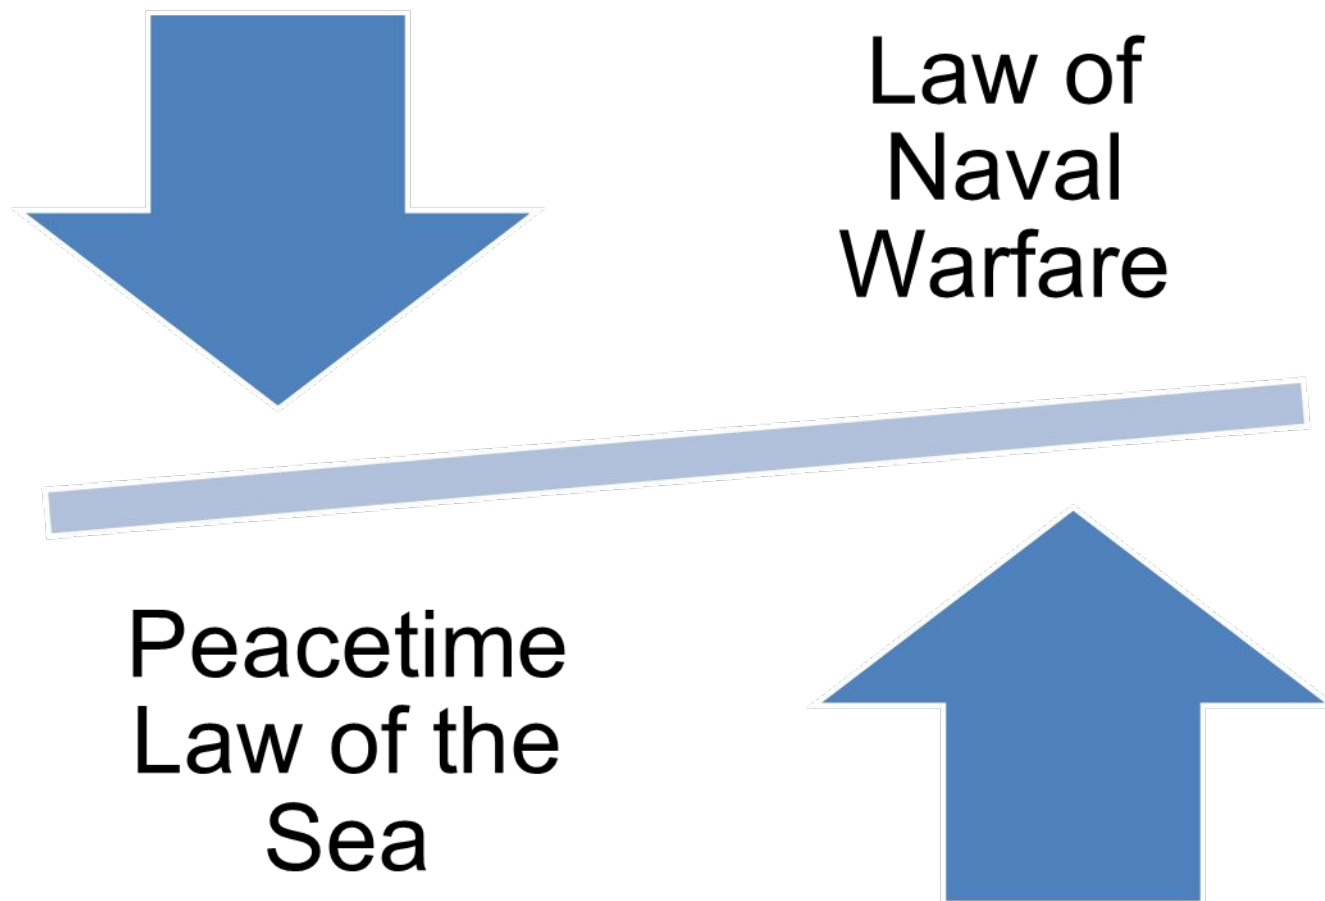 Law of
Naval
Warfare
Peacetime
Law of the
Sea